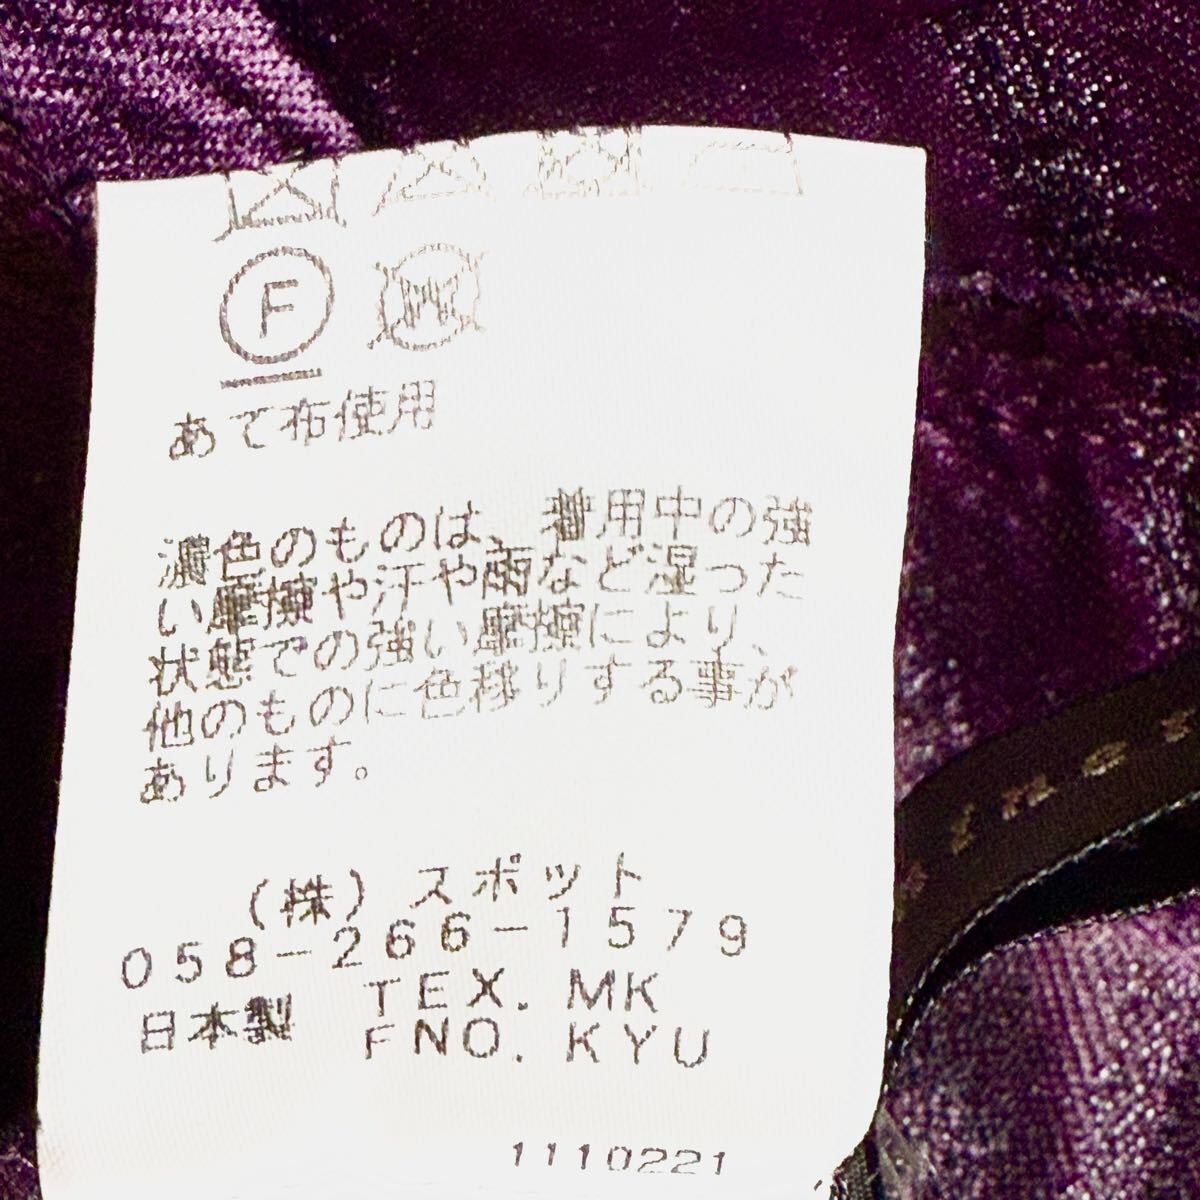 F
W
あて布使用
濃色のものは、着用中の強
い摩擦や汗や雨など湿った
状態での強い摩擦により、
他のものに色移りする事が
あります。
(株)スポット
058-266-1579
日本製 TEX. MK
FNO. KYU
1110221